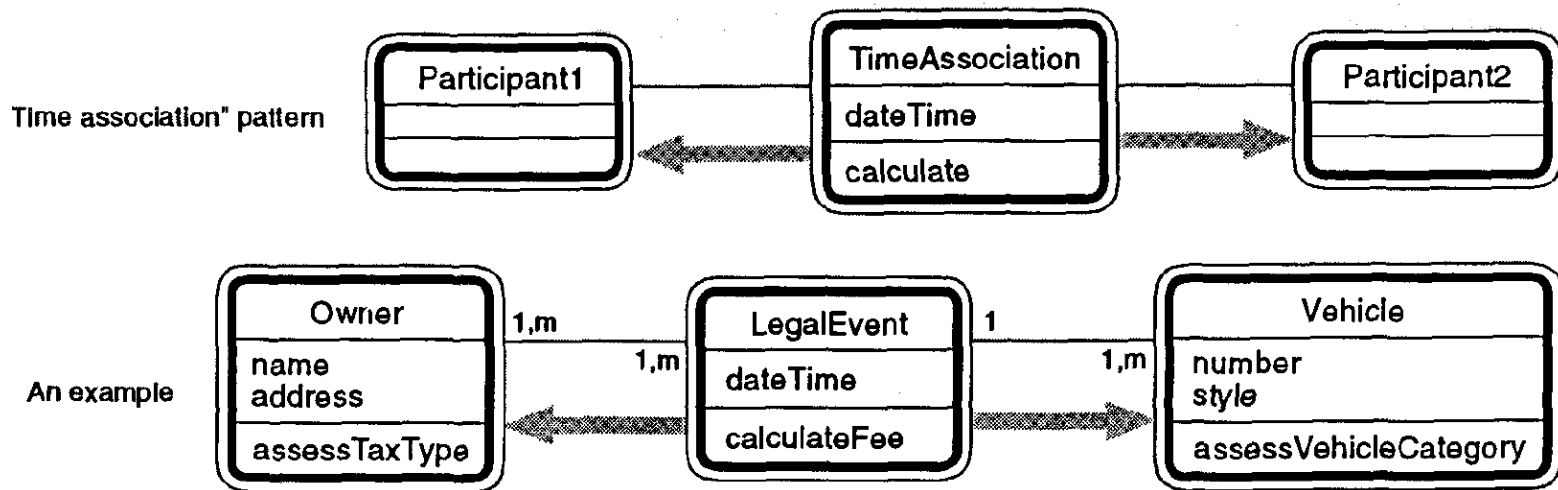 Time association" pattern
Participant1
TimeAssociation
dateTime
calculate
Participant2
An example
Owner
name
address
assessTaxType
1,m
1,m
LegalEvent
dateTime
calculateFee
1
1,m
Vehicle
number
style
assessVehicleCategory